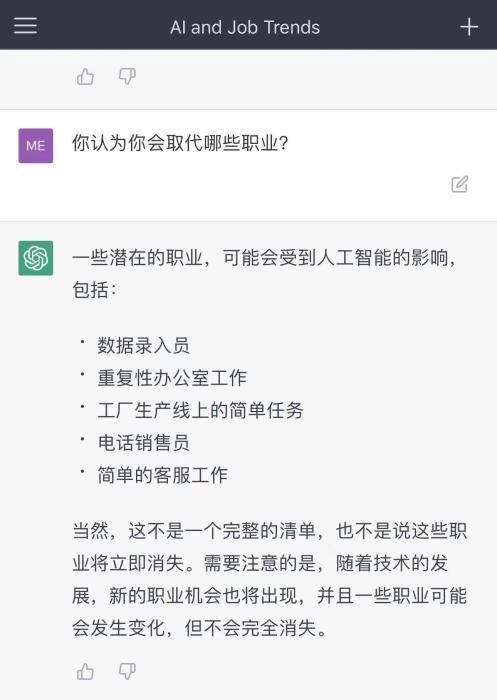 AI and Job Trends
ME
你认为你会取代哪些职业?
一些潜在的职业，可能会受到人工智能的影响，
包括：
· 数据录入员
· 重复性办公室工作
· 工厂生产线上的简单任务
· 电话销售员
· 简单的客服工作
当然，这不是一个完整的清单，也不是说这些职
业将立即消失。需要注意的是，随着技术的发
展，新的职业机会也将出现，并且一些职业可能
会发生变化，但不会完全消失。